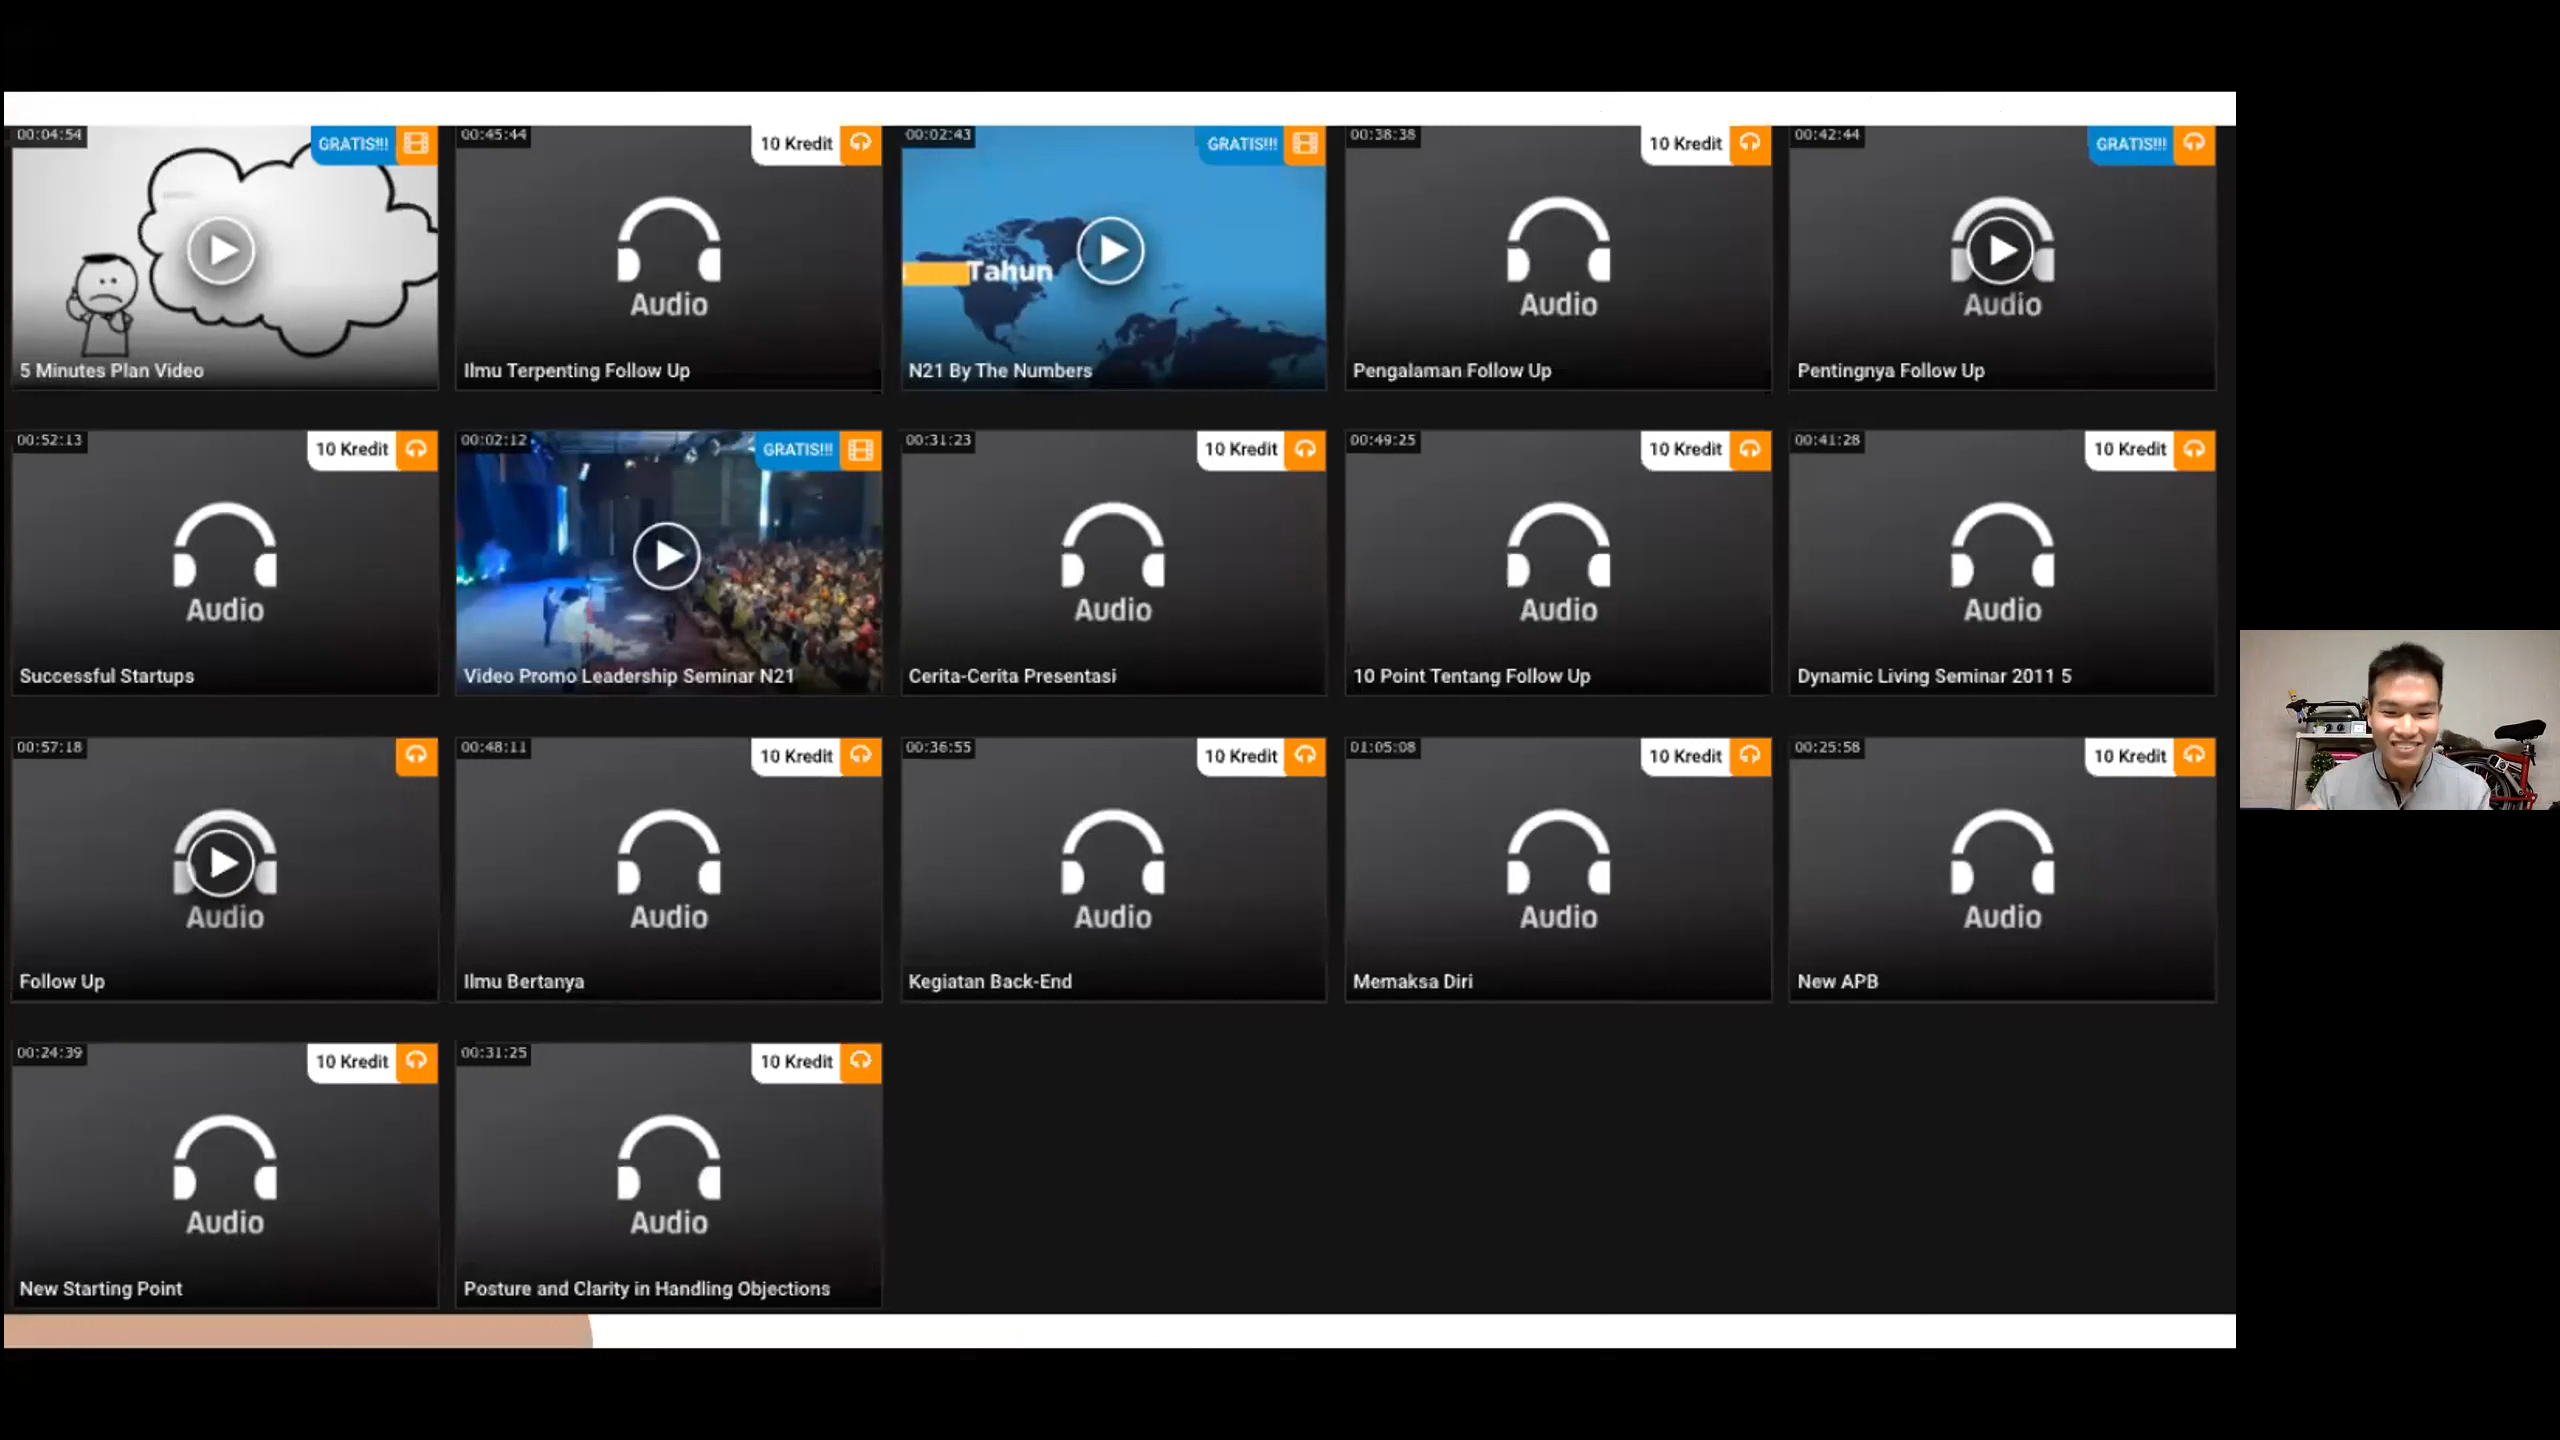 00:04:54
GRATIS!!!
5 Minutes Plan Video
00:45:44
10 Kredit
Audio
Ilmu Terpenting Follow Up
00:02:43
GRATIS!!!
Tahun
N21 By The Numbers
00:38:38
10 Kredit
Audio
Pengalaman Follow Up
00:42:44
GRATIS!!!
Audio
Pentingnya Follow Up
00:52:13
10 Kredit
Audio
Successful Startups
00:02:12
GRATIS!!!
Video Promo Leadership Seminar N21
00:31:23
10 Kredit
Audio
Cerita-Cerita Presentasi
00:49:25
10 Kredit
Audio
10 Point Tentang Follow Up
00:41:28
10 Kredit
Audio
Dynamic Living Seminar 2011 5
00:57:18
Audio
Follow Up
00:48:11
10 Kredit
Audio
Ilmu Bertanya
00:36:55
10 Kredit
Audio
Kegiatan Back-End
01:05:08
10 Kredit
Audio
Memaksa Diri
00:25:58
10 Kredit
Audio
New APB
00:24:39
10 Kredit
Audio
New Starting Point
00:31:25
10 Kredit
Audio
Posture and Clarity in Handling Objections